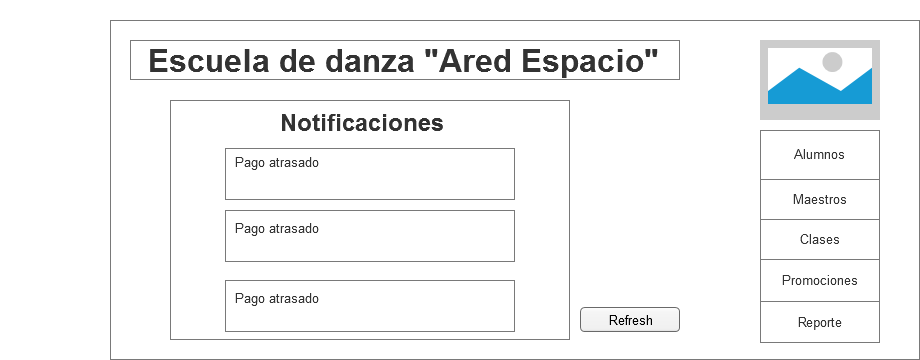 Escuela de danza "Ared Espacio"
Notificaciones
Pago atrasado
Pago atrasado
Pago atrasado
Refresh
Alumnos
Maestros
Clases
Promociones
Reporte